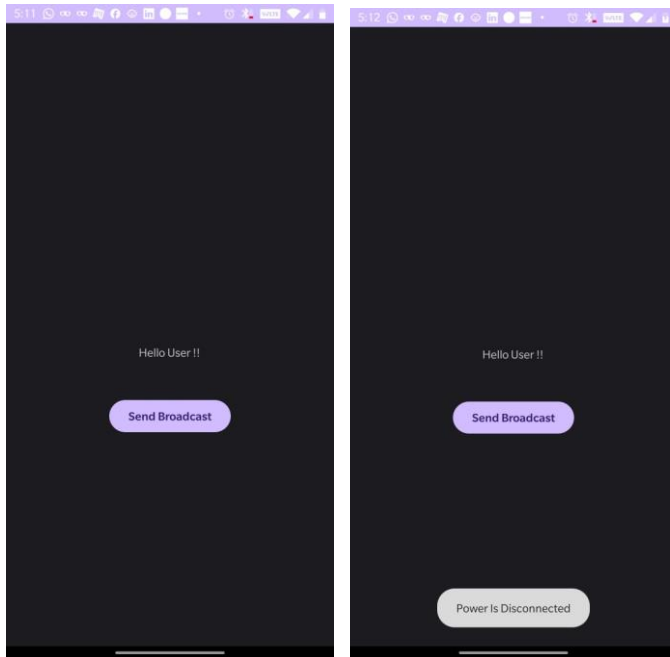 5:11
Hello User !!
Send Broadcast
5:12
Hello User !!
Send Broadcast
Power Is Disconnected